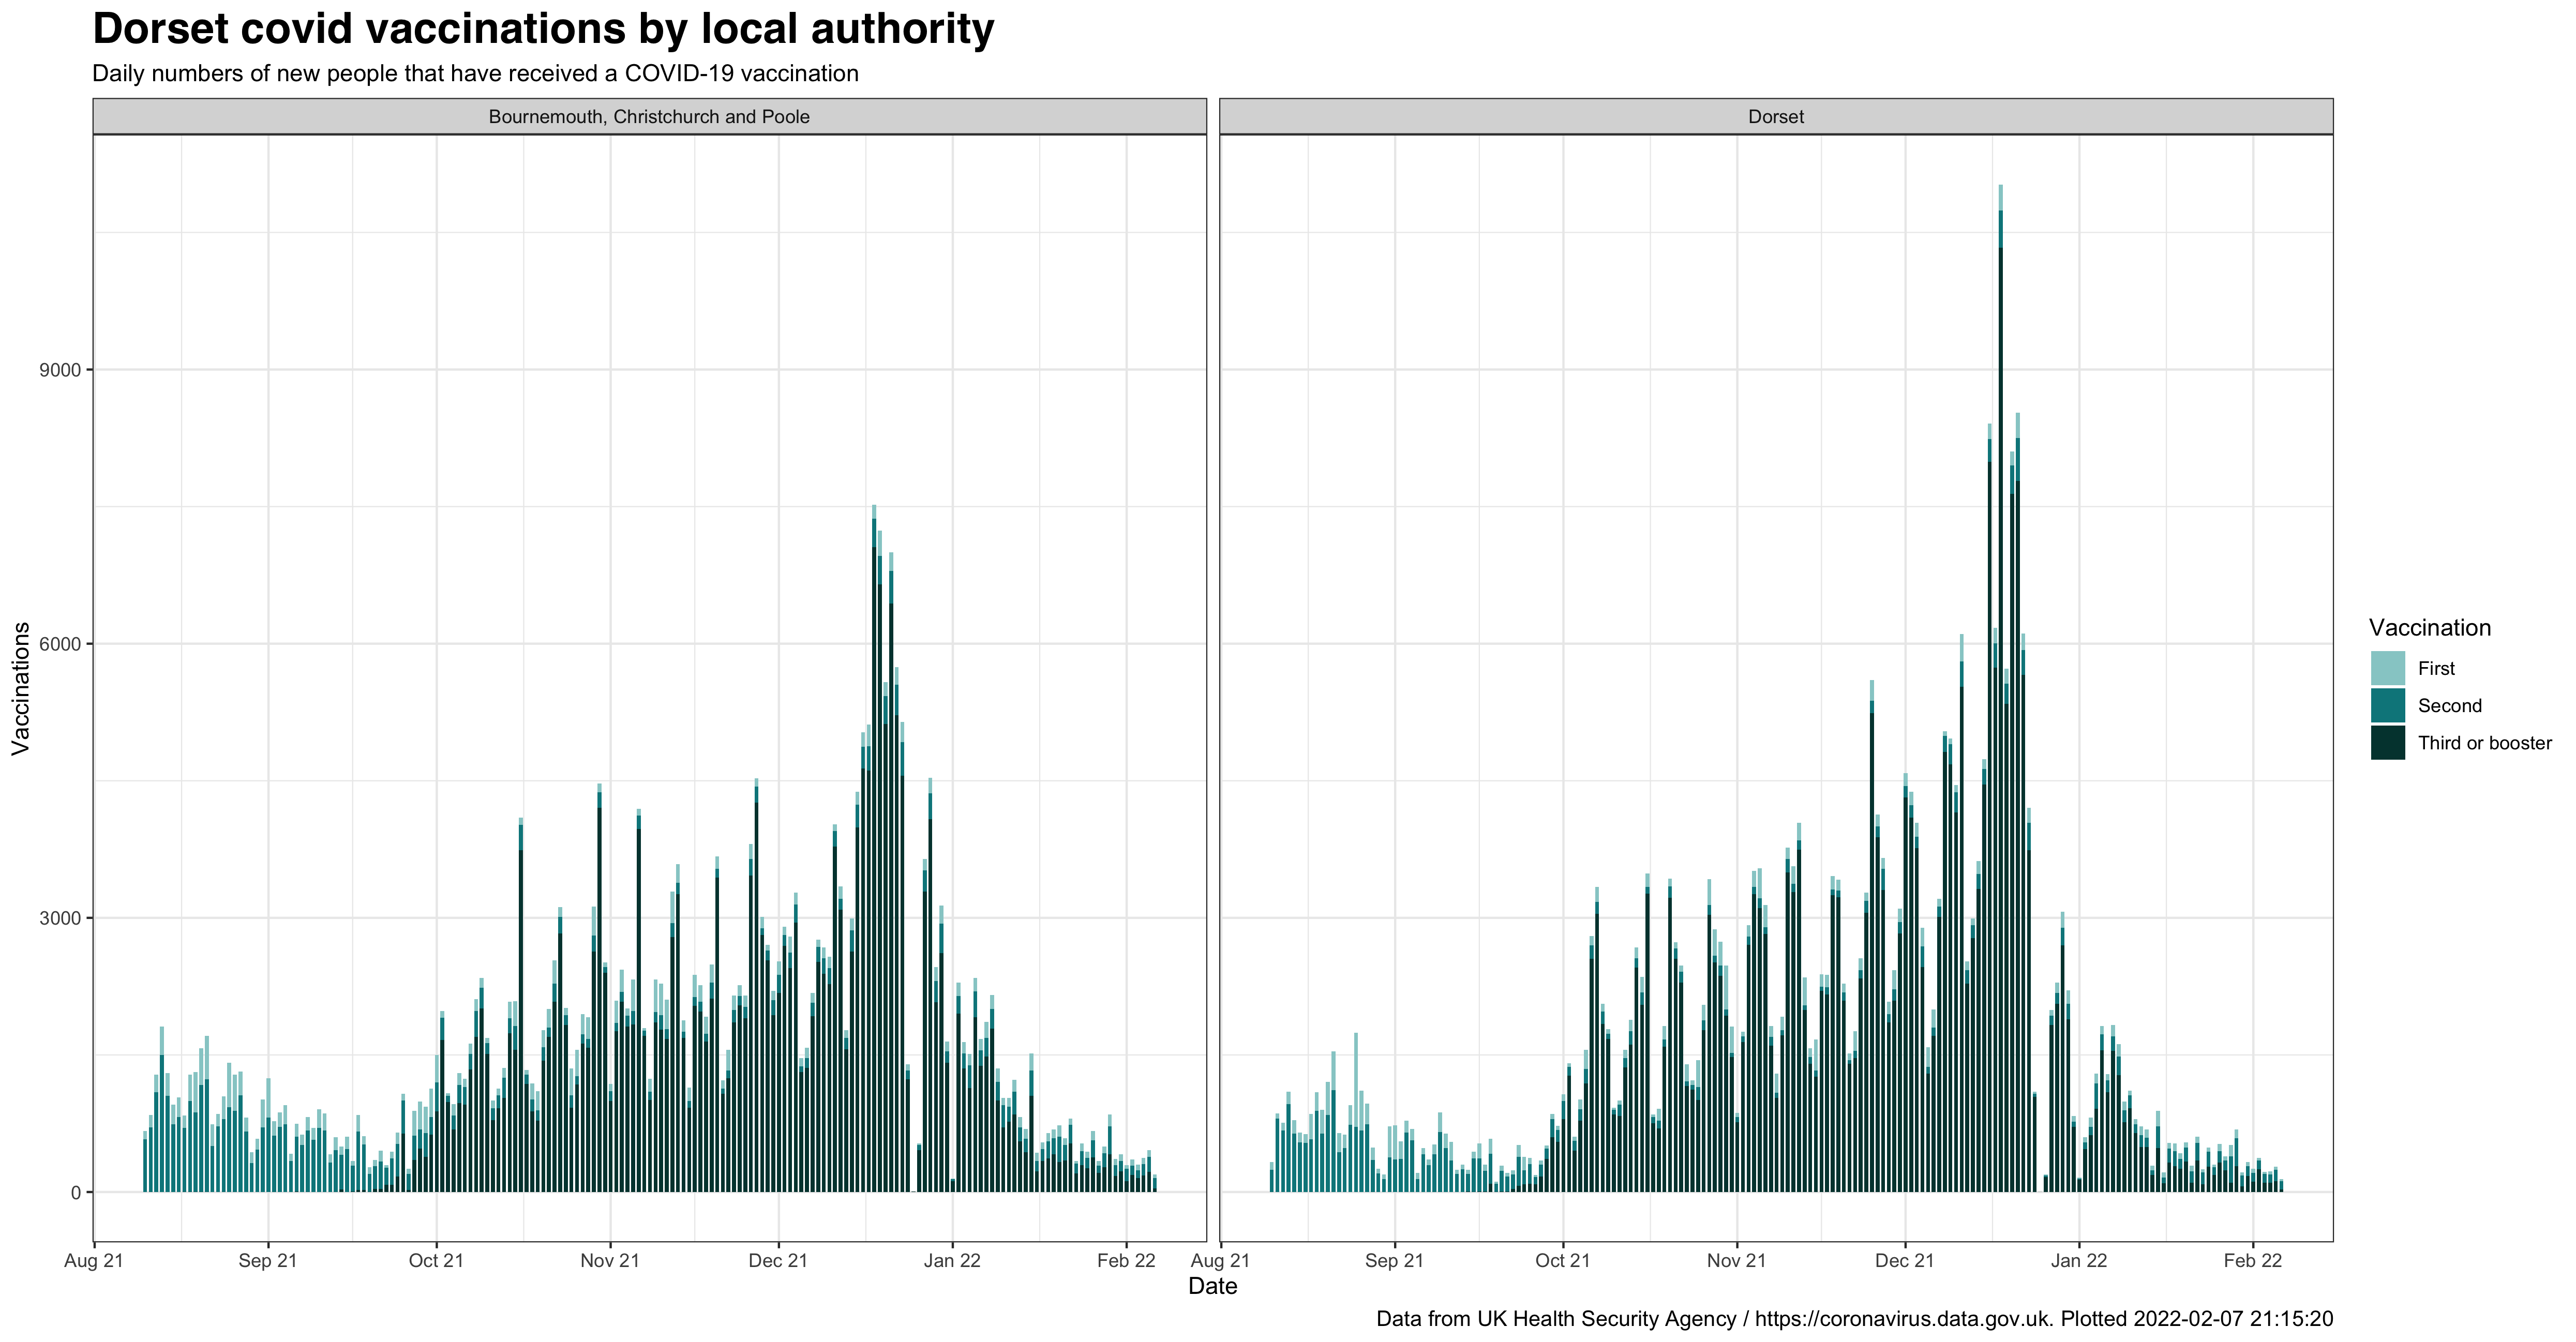 Dorset covid vaccinations by local authority
Daily numbers of new people that have received a COVID-19 vaccination
Bournemouth, Christchurch and Poole
Dorset
Vaccinations
9000
6000
3000
0
Aug 21 Sep 21 Oct 21 Nov 21 Dec 21 Jan 22 Feb 22
Aug 21 Sep 21 Oct 21 Nov 21 Dec 21 Jan 22 Feb 22
Date
Vaccination
First
Second
Third or booster
Data from UK Health Security Agency / https://coronavirus.data.gov.uk. Plotted 2022-02-07 21:15:20